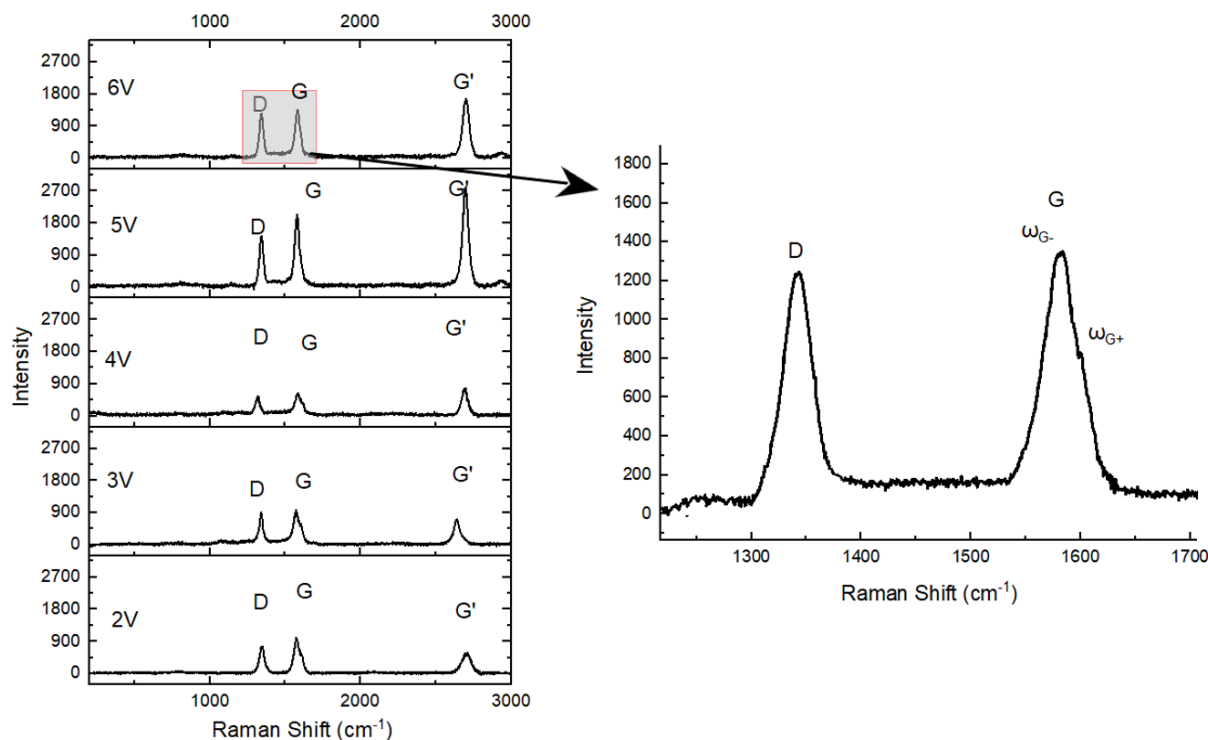 1000 2000 3000
2700
1800
900
0
6V
D
G
G'
2700
1800
900
0
5V
D
G
G'
2700
1800
900
0
4V
D
G
G'
2700
1800
900
0
3V
D
G
G'
2700
1800
900
0
2V
D
G
G'
Intensity
1000 2000 3000
Raman Shift (cm⁻¹)
1800
1600
1400
1200
1000
800
600
400
200
0
Intensity
D
G
ωG-
ωG+
1300 1400 1500 1600 1700
Raman Shift (cm⁻¹)